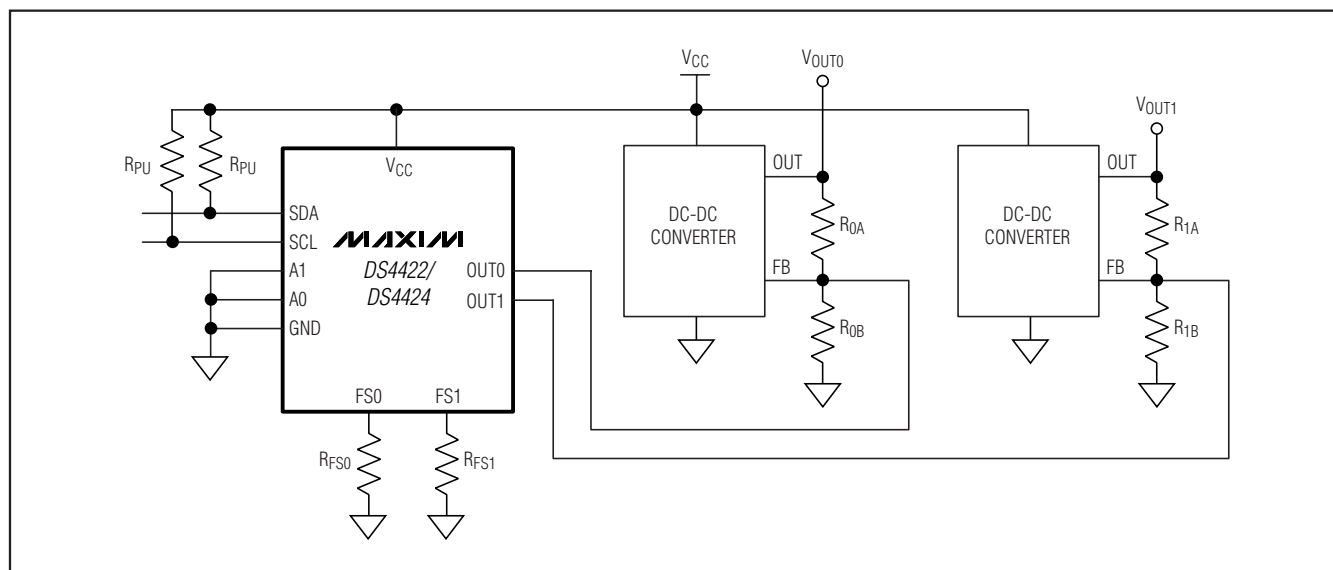 VCC
VOUT0
VOUT1
RPU
RPU
VCC
OUT
OUT
SDA
SCL
MAXIM
DC-DC
CONVERTER
R0A
DC-DC
CONVERTER
R1A
A1
DS4422/
DS4424
OUT0
FB
FB
A0
OUT1
GND
R0B
R1B
FS0
FS1
RFS0
RFS1